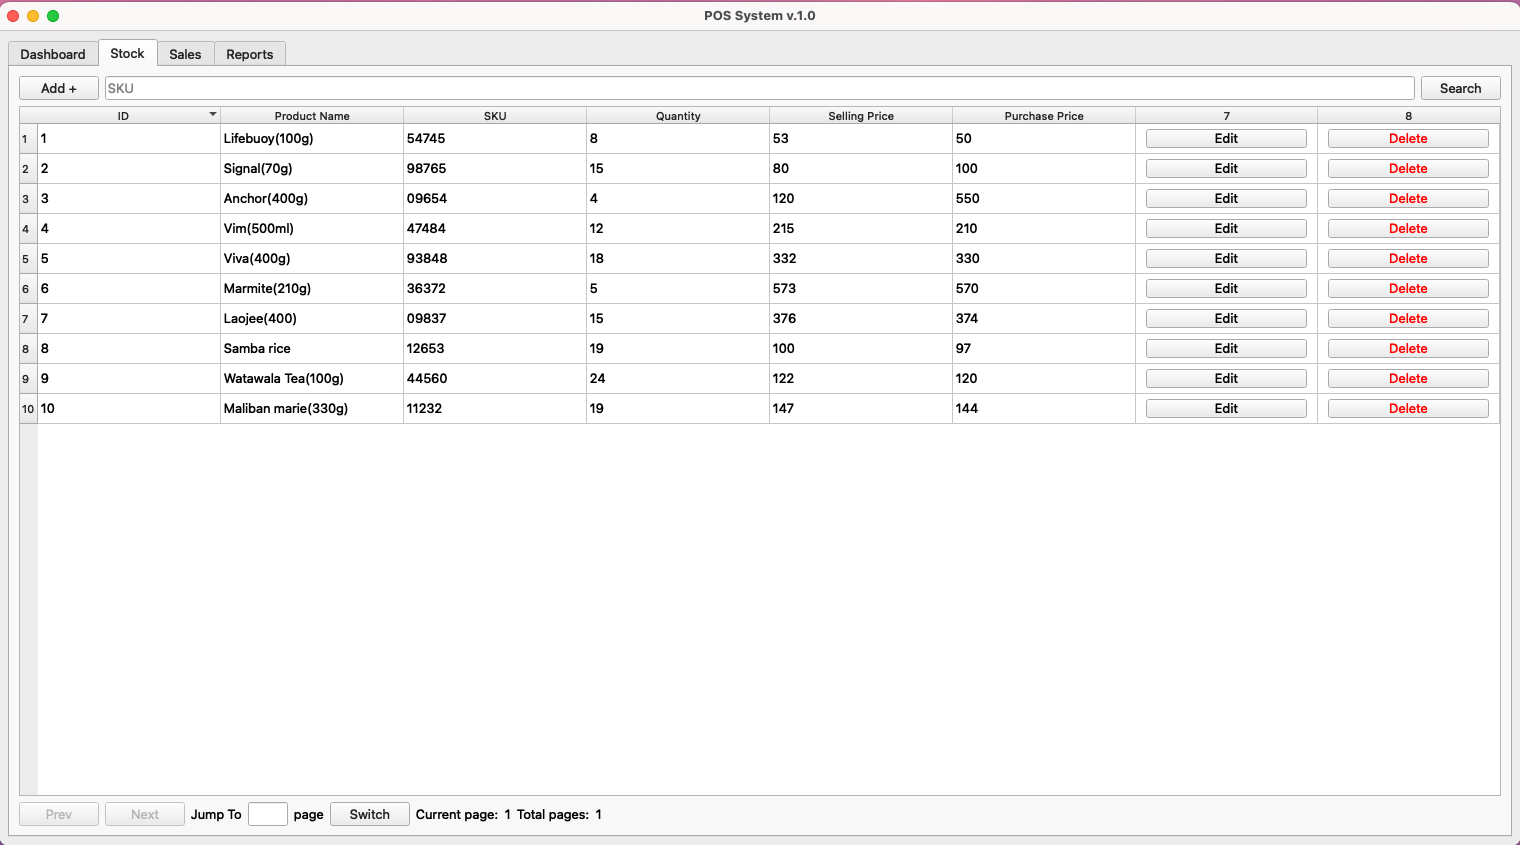 POS System v.1.0
Dashboard Stock Sales Reports
Add + SKU Search
ID Product Name SKU Quantity Selling Price Purchase Price 7 8
1 1 Lifebuoy(100g) 54745 8 53 50 Edit Delete
2 2 Signal(70g) 98765 15 80 100 Edit Delete
3 3 Anchor(400g) 09654 4 120 550 Edit Delete
4 4 Vim(500ml) 47484 12 215 210 Edit Delete
5 5 Viva(400g) 93848 18 332 330 Edit Delete
6 6 Marmite(210g) 36372 5 573 570 Edit Delete
7 7 Laojee(400) 09837 15 376 374 Edit Delete
8 8 Samba rice 12653 19 100 97 Edit Delete
9 9 Watawala Tea(100g) 44560 24 122 120 Edit Delete
10 10 Maliban marie(330g) 11232 19 147 144 Edit Delete
Prev Next Jump To page Switch Current page: 1 Total pages: 1